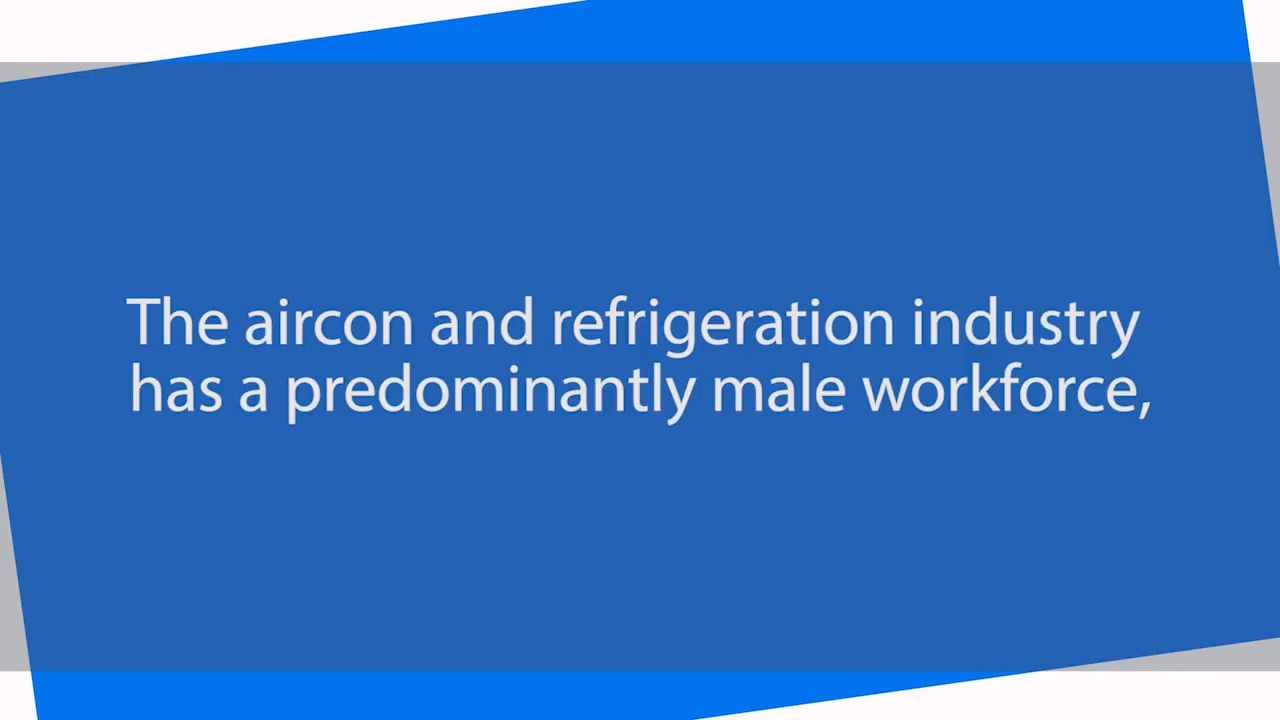 The aircon and refrigeration industry
has a predominantly male workforce,